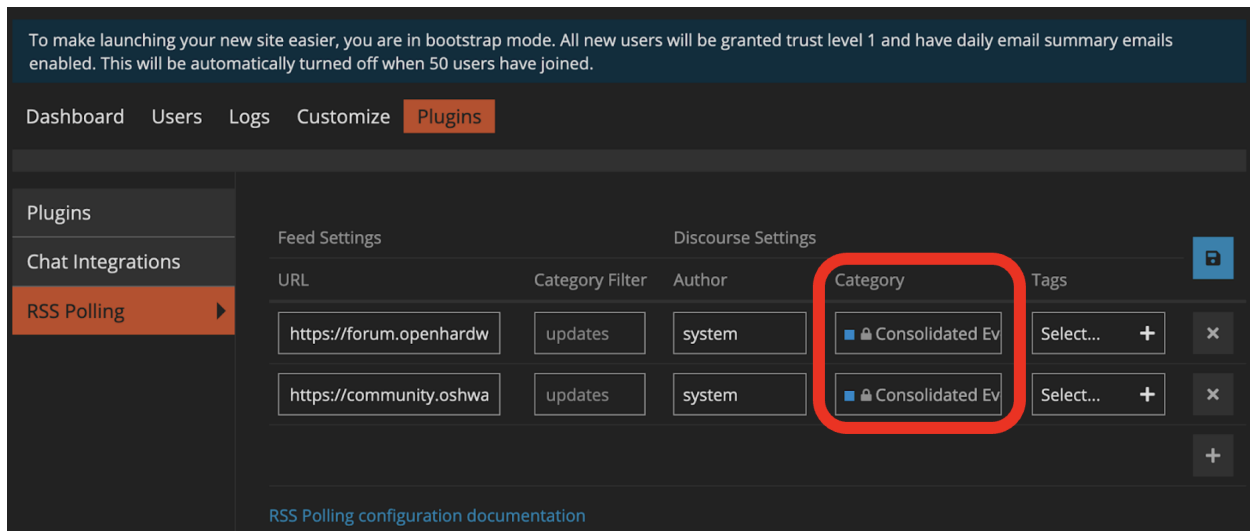 To make launching your new site easier, you are in bootstrap mode. All new users will be granted trust level 1 and have daily email summary emails
enabled. This will be automatically turned off when 50 users have joined.
Dashboard Users Logs Customize Plugins
Plugins
Chat Integrations
RSS Polling
Feed Settings Discourse Settings
URL Category Filter Author Category Tags
https://forum.openhardw updates system Consolidated Ev Select... +
https://community.oshwa updates system Consolidated Ev Select... +
RSS Polling configuration documentation